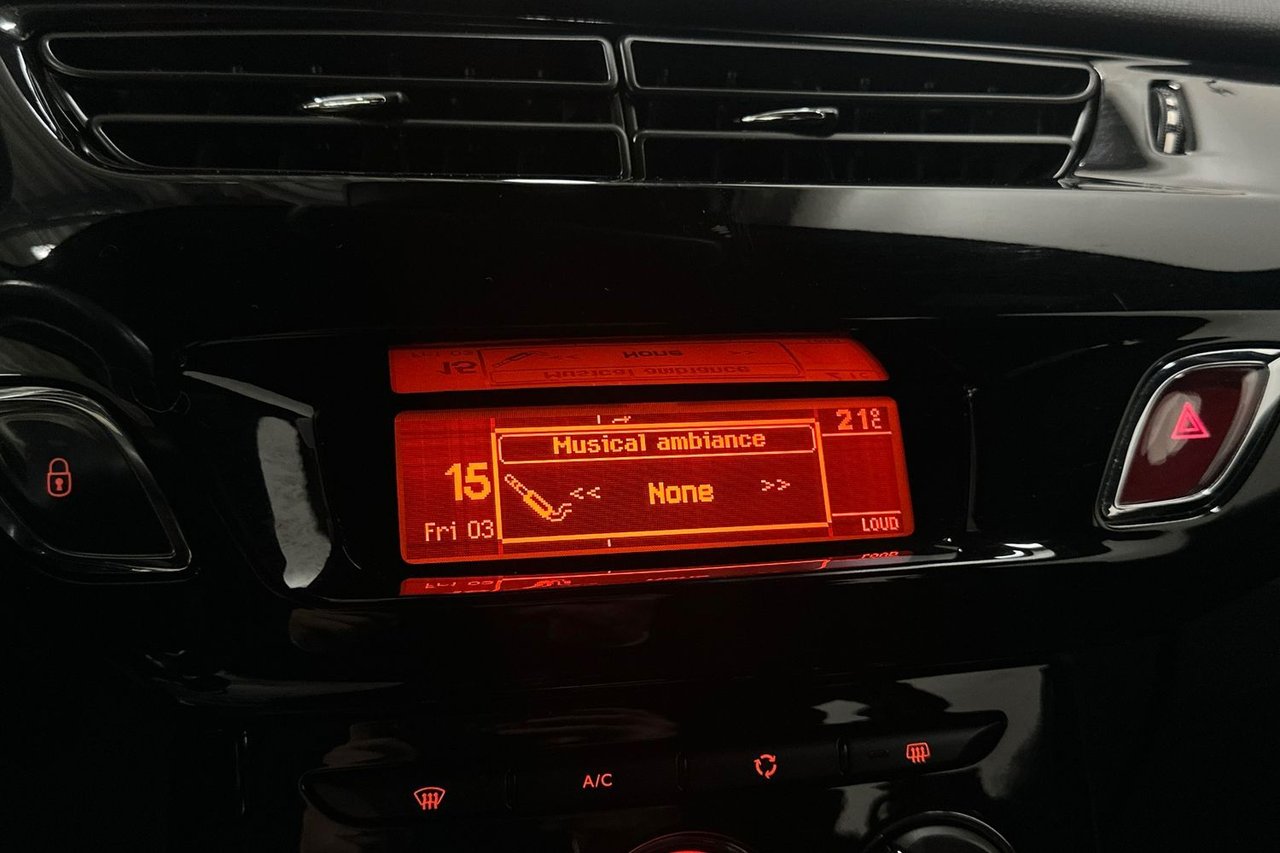 Musical ambiance
21°C
15
<< None >>
Fri 03
LOUD
A/C